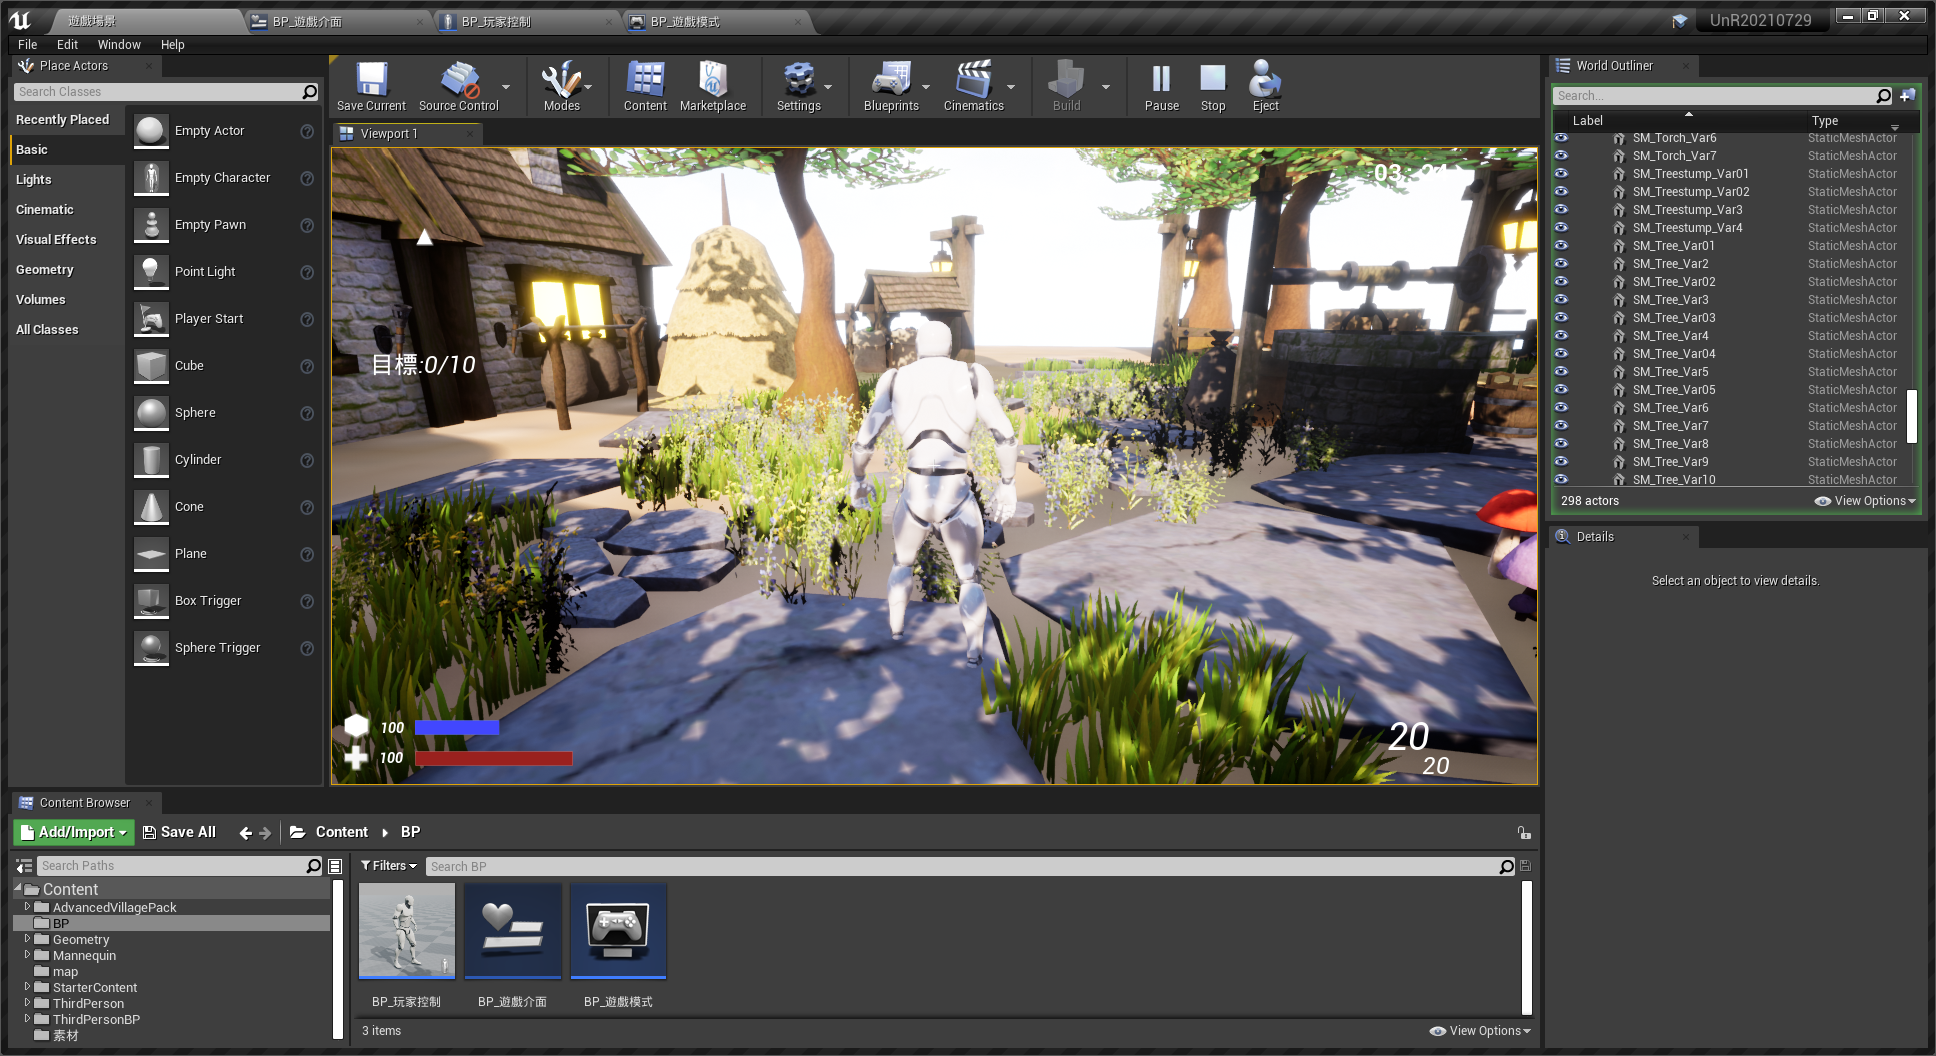 遊戲場景
BP_遊戲介面
BP_玩家控制
BP_遊戲模式
UnR20210729
File Edit Window Help
Place Actors
Search Classes
Recently Placed
Basic
Lights
Cinematic
Visual Effects
Geometry
Volumes
All Classes
Empty Actor
Empty Character
Empty Pawn
Point Light
Player Start
Cube
Sphere
Cylinder
Cone
Plane
Box Trigger
Sphere Trigger
Save Current
Source Control
Modes
Content
Marketplace
Settings
Blueprints
Cinematics
Build
Pause
Stop
Eject
Viewport 1
目標:0/10
100
100
20
20
World Outliner
Search...
Label Type
SM_Torch_Var6 StaticMeshActor
SM_Torch_Var7 StaticMeshActor
SM_Treestump_Var01 StaticMeshActor
SM_Treestump_Var02 StaticMeshActor
SM_Treestump_Var3 StaticMeshActor
SM_Treestump_Var4 StaticMeshActor
SM_Tree_Var01 StaticMeshActor
SM_Tree_Var2 StaticMeshActor
SM_Tree_Var02 StaticMeshActor
SM_Tree_Var3 StaticMeshActor
SM_Tree_Var03 StaticMeshActor
SM_Tree_Var4 StaticMeshActor
SM_Tree_Var04 StaticMeshActor
SM_Tree_Var5 StaticMeshActor
SM_Tree_Var05 StaticMeshActor
SM_Tree_Var6 StaticMeshActor
SM_Tree_Var7 StaticMeshActor
SM_Tree_Var8 StaticMeshActor
SM_Tree_Var9 StaticMeshActor
SM_Tree_Var10 StaticMeshActor
298 actors
View Options
Details
Select an object to view details.
Content Browser
Add/Import Save All Content BP
Search Paths
Content
AdvancedVillagePack
BP
Geometry
Mannequin
map
StarterContent
ThirdPerson
ThirdPersonBP
素材
Filters
Search BP
BP_玩家控制
BP_遊戲介面
BP_遊戲模式
3 items
View Options